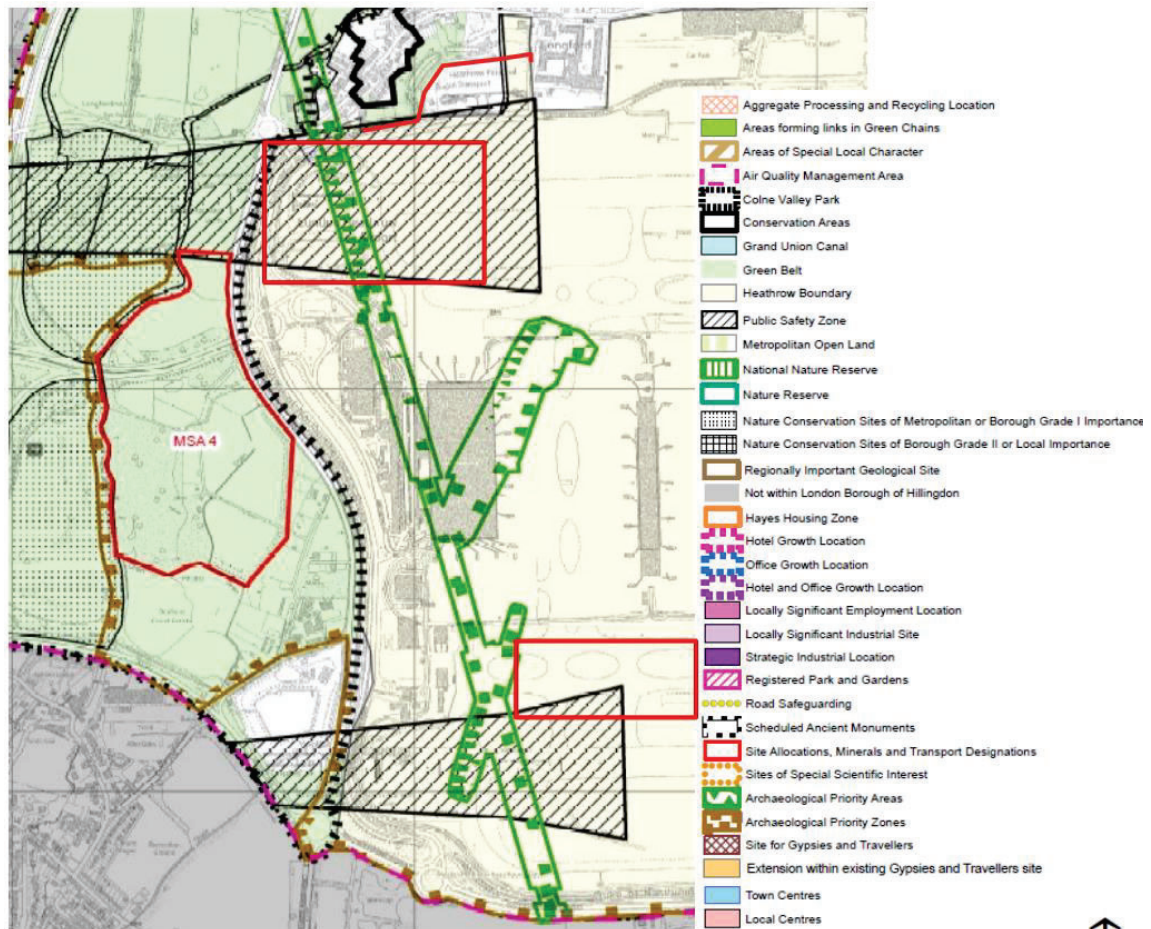 MSA 4
Aggregate Processing and Recycling Location
Areas forming links in Green Chains
Areas of Special Local Character
Air Quality Management Area
Colne Valley Park
Conservation Areas
Grand Union Canal
Green Belt
Heathrow Boundary
Public Safety Zone
Metropolitan Open Land
National Nature Reserve
Nature Reserve
Nature Conservation Sites of Metropolitan or Borough Grade I Importance
Nature Conservation Sites of Borough Grade II or Local Importance
Regionally Important Geological Site
Not within London Borough of Hillingdon
Hayes Housing Zone
Hotel Growth Location
Office Growth Location
Hotel and Office Growth Location
Locally Significant Employment Location
Locally Significant Industrial Site
Strategic Industrial Location
Registered Park and Gardens
Road Safeguarding
Scheduled Ancient Monuments
Site Allocations, Minerals and Transport Designations
Sites of Special Scientific Interest
Archaeological Priority Areas
Archaeological Priority Zones
Site for Gypsies and Travellers
Extension within existing Gypsies and Travellers site
Town Centres
Local Centres